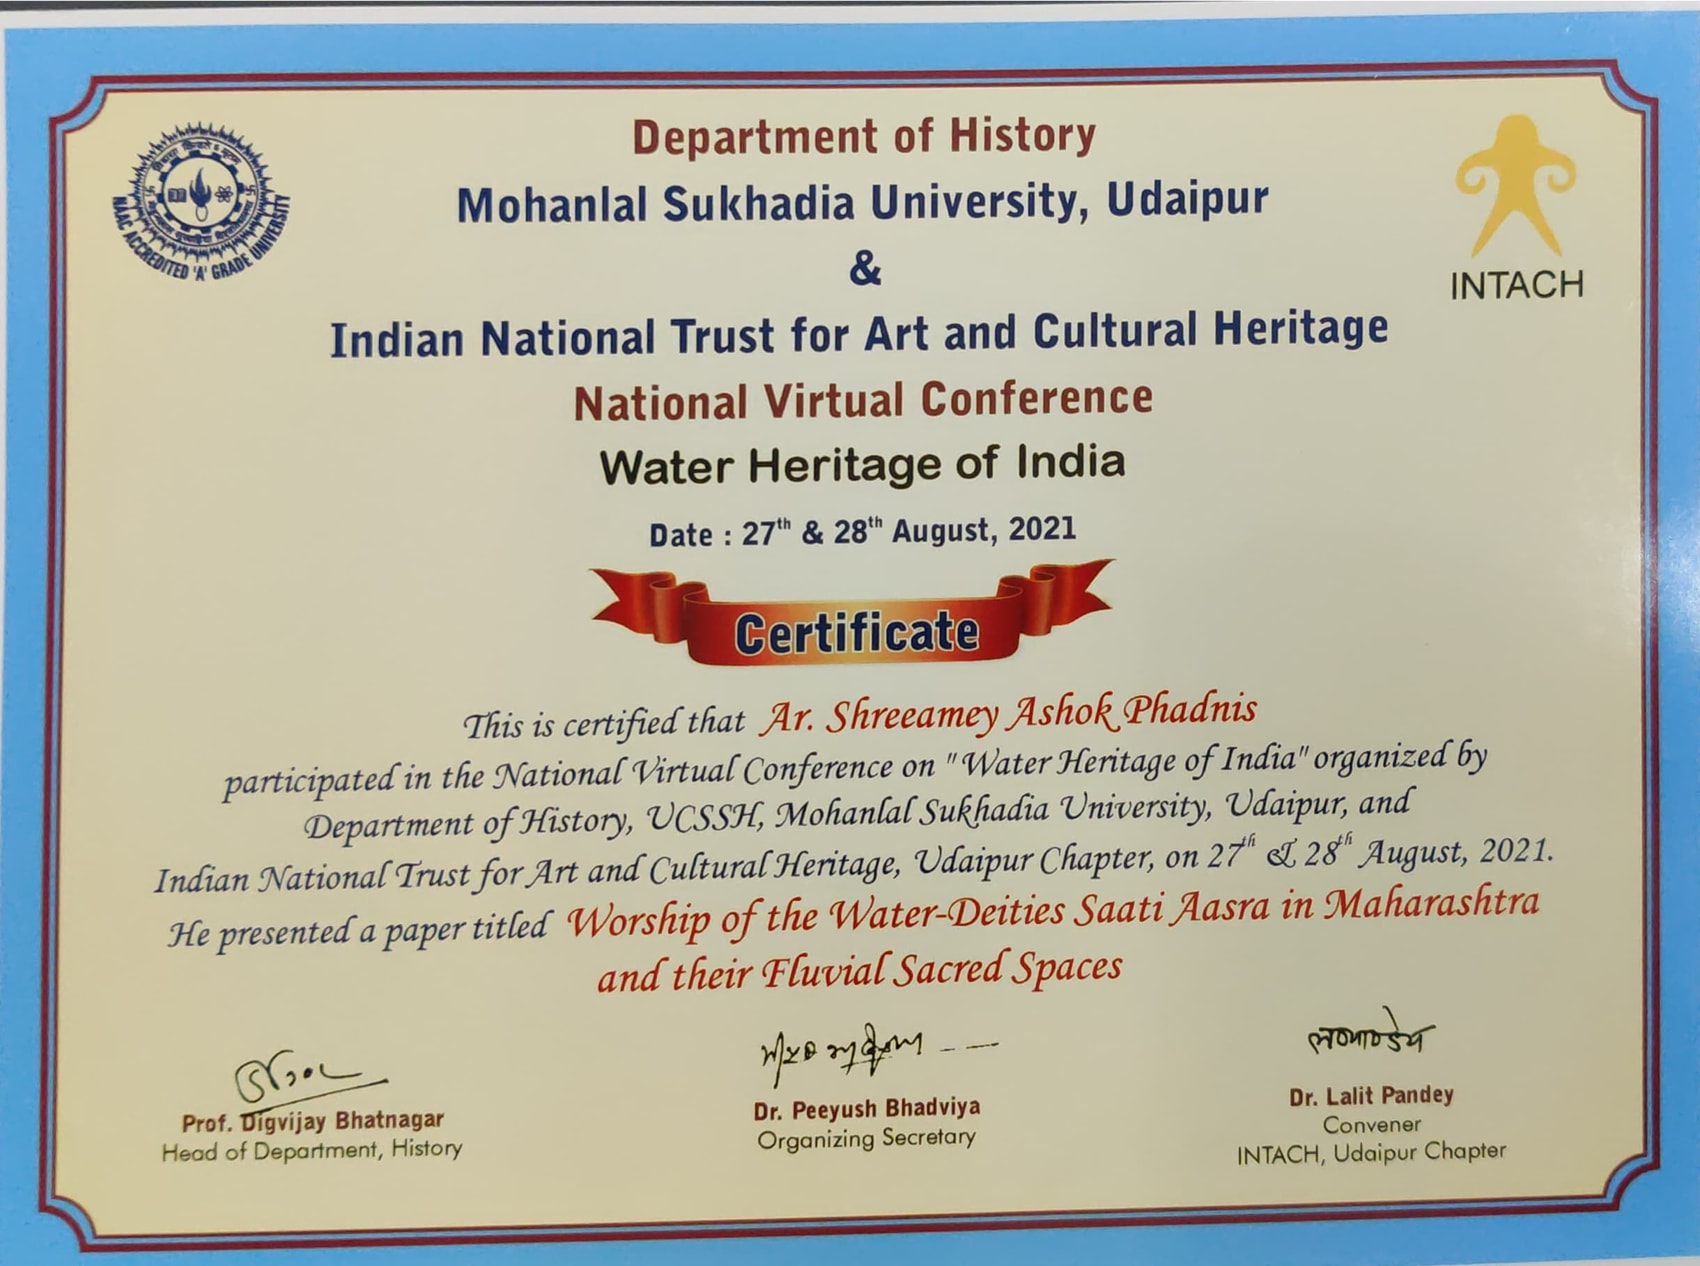 Department of History
Mohanlal Sukhadia University, Udaipur
&
Indian National Trust for Art and Cultural Heritage
National Virtual Conference
Water Heritage of India
Date : 27th & 28th August, 2021
NAAC ACCREDITED 'A' GRADE UNIVERSITY
INTACH
Certificate
This is certified that Ar. Shreeamey Ashok Phadnis
participated in the National Virtual Conference on "Water Heritage of India" organized by
Department of History, UCSSH, Mohanlal Sukhadia University, Udaipur, and
Indian National Trust for Art and Cultural Heritage, Udaipur Chapter, on 27th & 28th August, 2021.
He presented a paper titled Worship of the Water-Deities Saati Aasra in Maharashtra
and their Fluvial Sacred Spaces
Prof. Digvijay Bhatnagar
Head of Department, History
Dr. Peeyush Bhadviya
Organizing Secretary
Dr. Lalit Pandey
Convener
INTACH, Udaipur Chapter